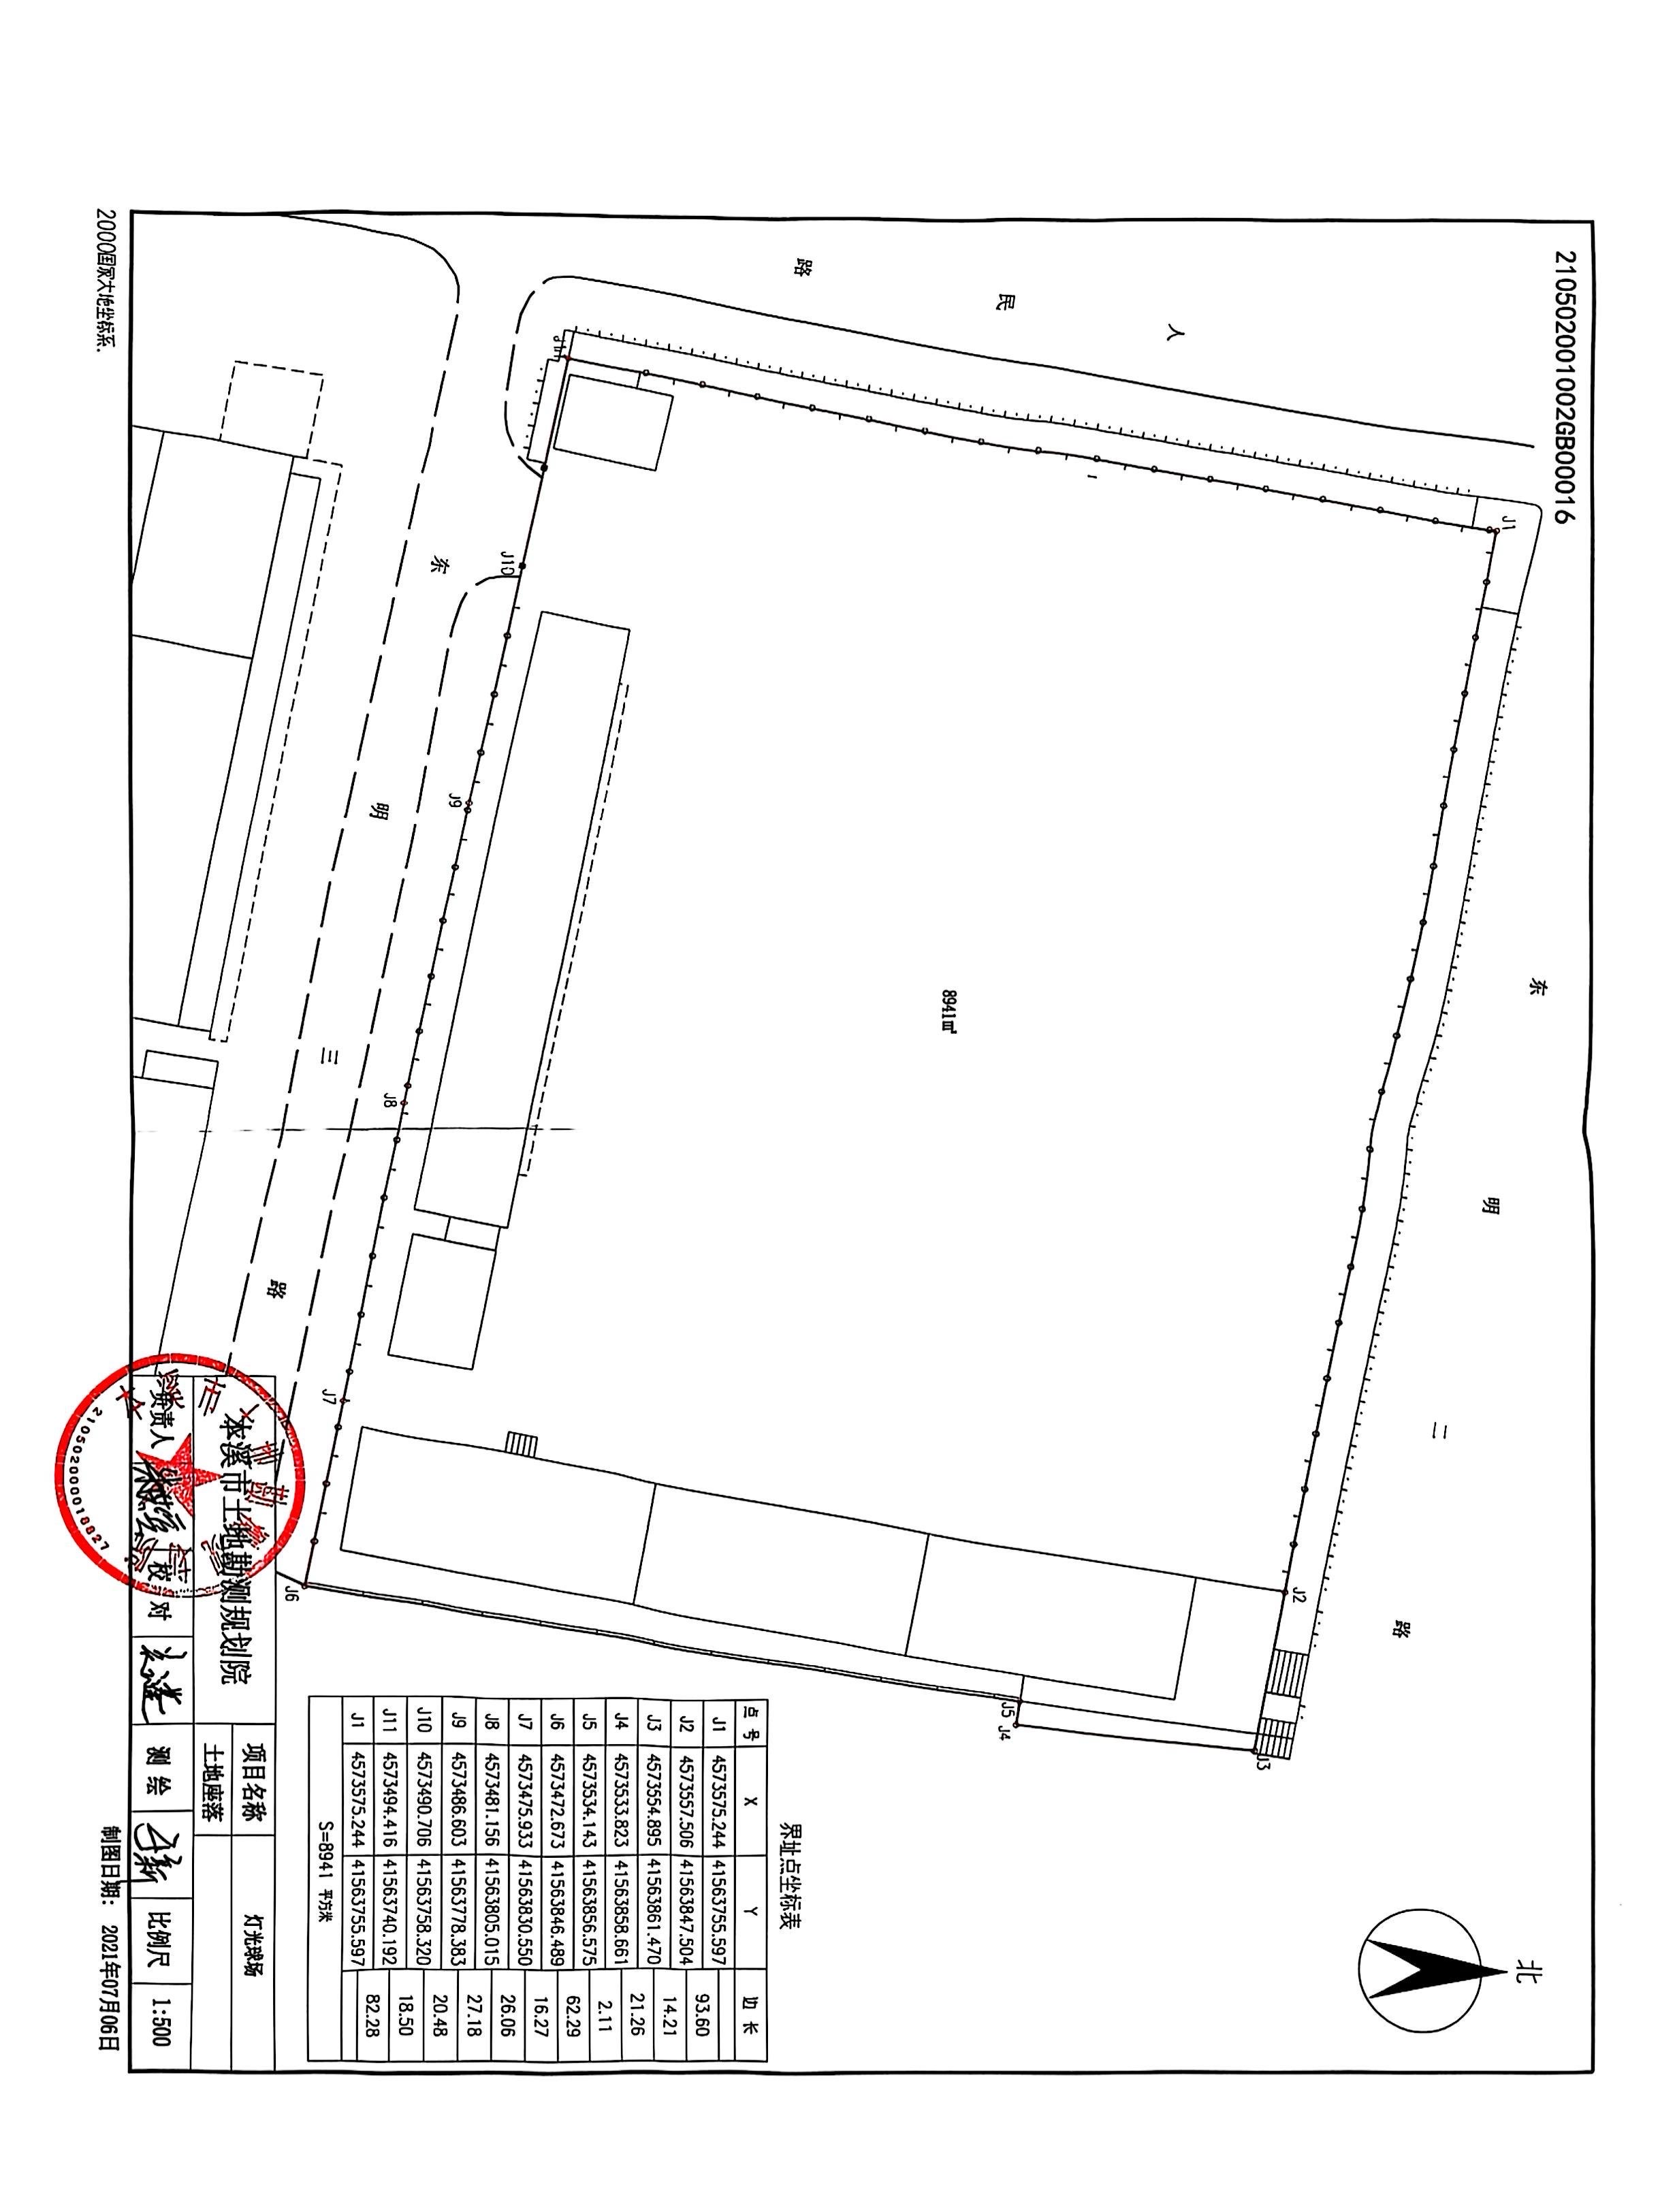 210502001002GB00016
人
民
路
东
明
二
路
北
J1
J2
J3
J4
J5
J6
J7
J8
J9
J10
J11
8941㎡
东
明
三
路
界址点坐标表
点号 X Y 边长
J1 4573575.244 41563755.597
93.60
J2 4573557.506 41563847.504
14.21
J3 4573554.895 41563861.470
21.26
J4 4573533.823 41563858.661
2.11
J5 4573534.143 41563856.575
62.29
J6 4573472.673 41563846.489
16.27
J7 4573475.933 41563830.550
26.06
J8 4573481.156 41563805.015
27.18
J9 4573486.603 41563778.383
20.48
J10 4573490.706 41563758.320
18.50
J11 4573494.416 41563740.192
82.28
J1 4573575.244 41563755.597
S=8941 平方米
本溪市土地勘测规划院
项目名称 灯光球场
土地座落
负责人 校对 测绘 比例尺 1:500
21050200018827
2000国家大地坐标系.
制图日期: 2021年07月06日